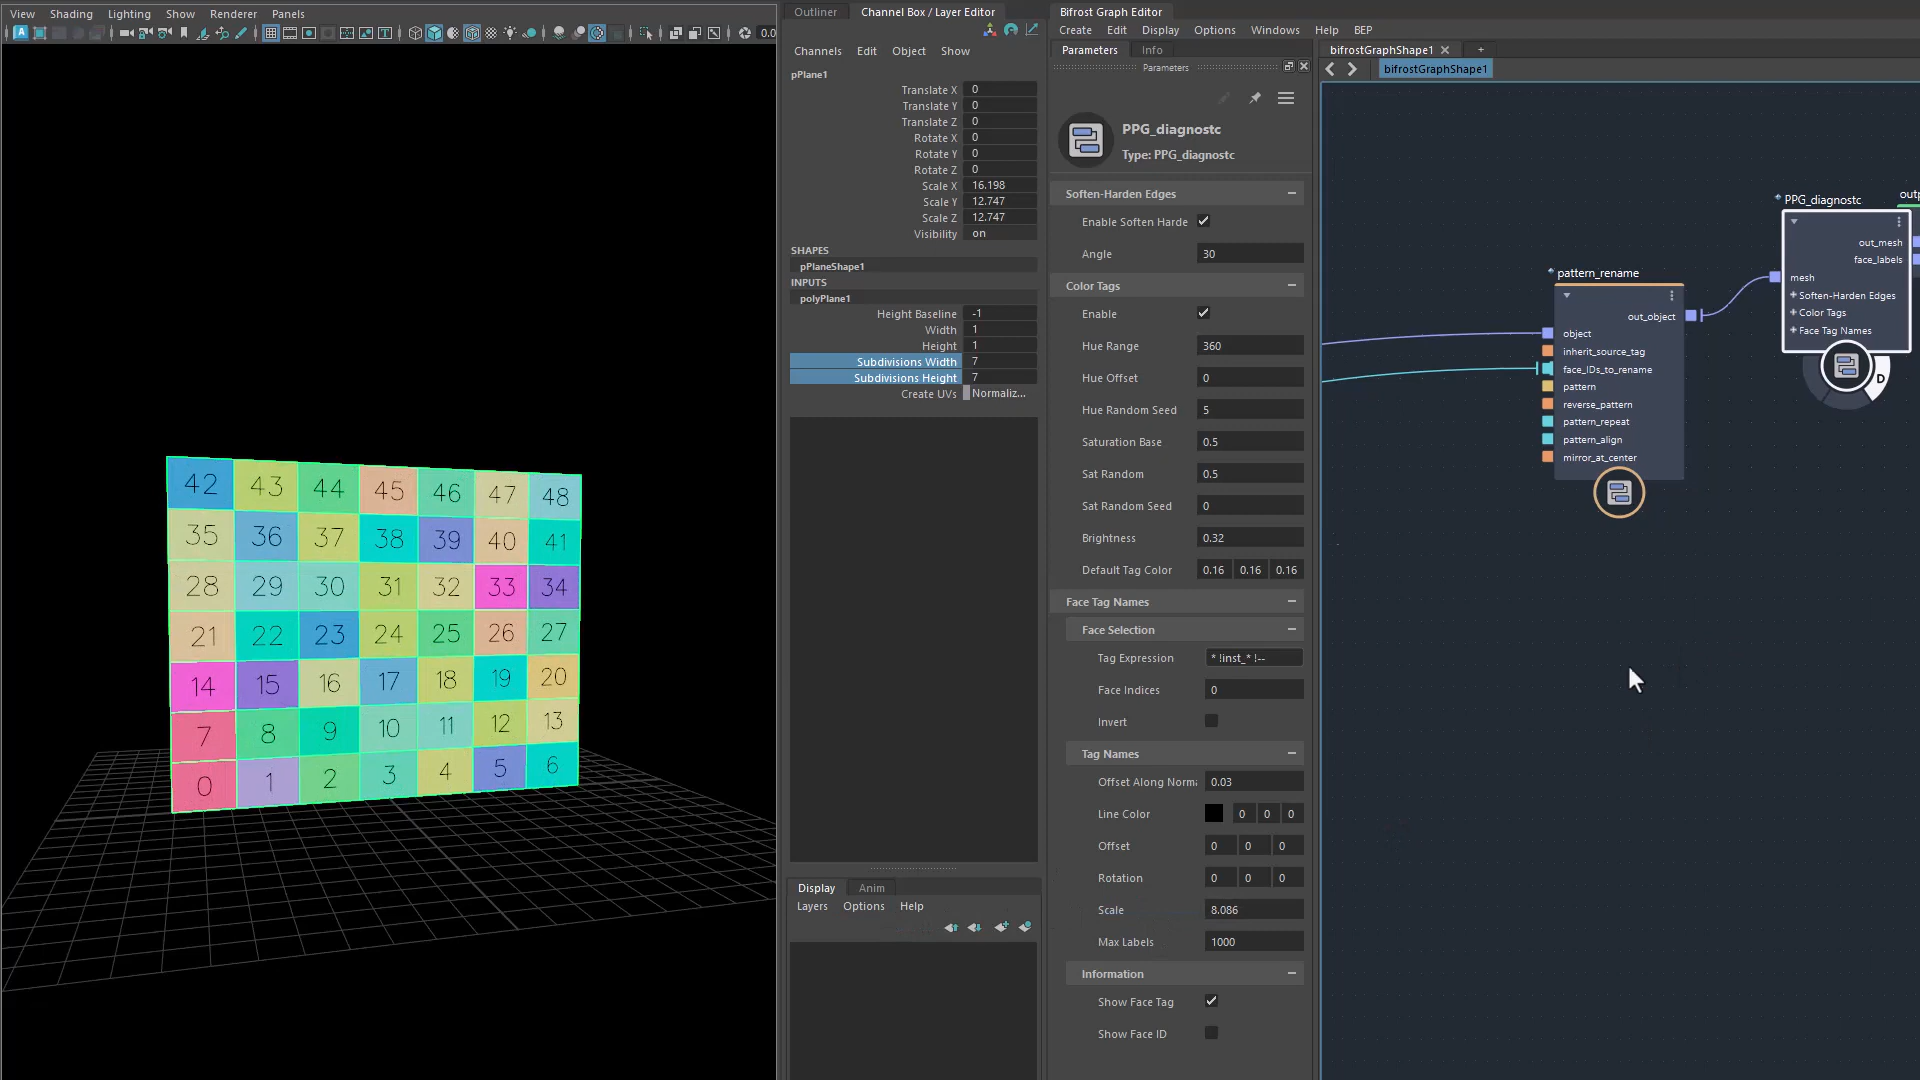 View Shading Lighting Show Renderer Panels
0.0
42 43 44 45 46 47 48
35 36 37 38 39 40 41
28 29 30 31 32 33 34
21 22 23 24 25 26 27
14 15 16 17 18 19 20
7 8 9 10 11 12 13
0 1 2 3 4 5 6
Outliner Channel Box / Layer Editor
Channels Edit Object Show
pPlane1
Translate X 0
Translate Y 0
Translate Z 0
Rotate X 0
Rotate Y 0
Rotate Z 0
Scale X 16.198
Scale Y 12.747
Scale Z 12.747
Visibility on
SHAPES
pPlaneShape1
INPUTS
polyPlane1
Height Baseline -1
Width 1
Height 1
Subdivisions Width 7
Subdivisions Height 7
Create UVs Normaliz...
Display Anim
Layers Options Help
Bifrost Graph Editor
Create Edit Display Options Windows Help BEP
Parameters Info
Parameters
PPG_diagnostc
Type: PPG_diagnostc
Soften-Harden Edges
Enable Soften Harde
Angle 30
Color Tags
Enable
Hue Range 360
Hue Offset 0
Hue Random Seed 5
Saturation Base 0.5
Sat Random 0.5
Sat Random Seed 0
Brightness 0.32
Default Tag Color 0.16 0.16 0.16
Face Tag Names
Face Selection
Tag Expression * !inst_* !--
Face Indices 0
Invert
Tag Names
Offset Along Norm
Line Color 0 0 0
0.03
Offset 0 0 0
Rotation 0 0 0
Scale 8.086
Max Labels 1000
Information
Show Face Tag
Show Face ID
bifrostGraphShape1
bifrostGraphShape1
pattern_rename
out_object
object
inherit_source_tag
face_IDs_to_rename
pattern
reverse_pattern
pattern_repeat
pattern_align
mirror_at_center
PPG_diagnostc
out_mesh
face_labels
mesh
Soften-Harden Edges
Color Tags
Face Tag Names
D
outp